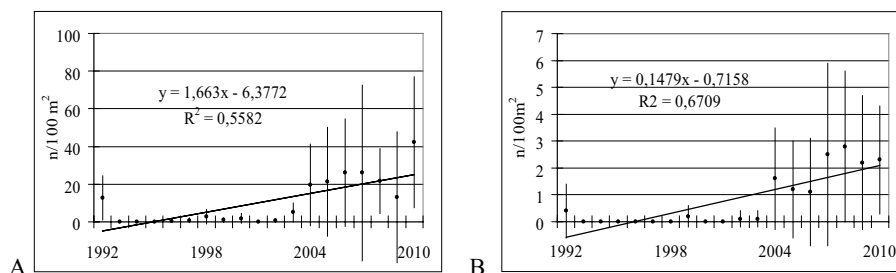 100
80
60
40
20
0
n/100 m²
y = 1,663x - 6,3772
R² = 0,5582
1992 1998 2004 2010
A
7
6
5
4
3
2
1
0
n/100m²
y = 0,1479x - 0,7158
R2 = 0,6709
1992 1998 2004 2010
B